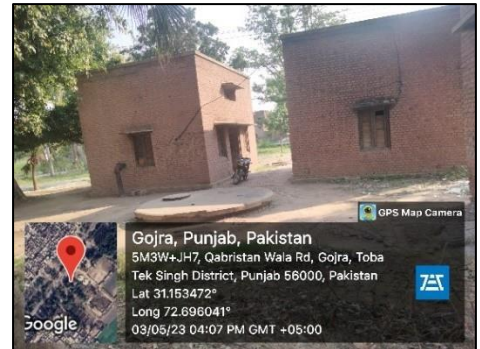 GPS Map Camera
Gojra, Punjab, Pakistan
5M3W+JH7, Qabristan Wala Rd, Gojra, Toba
Tek Singh District, Punjab 56000, Pakistan
Lat 31.153472°
Long 72.696041°
03/05/23 04:07 PM GMT +05:00
Google